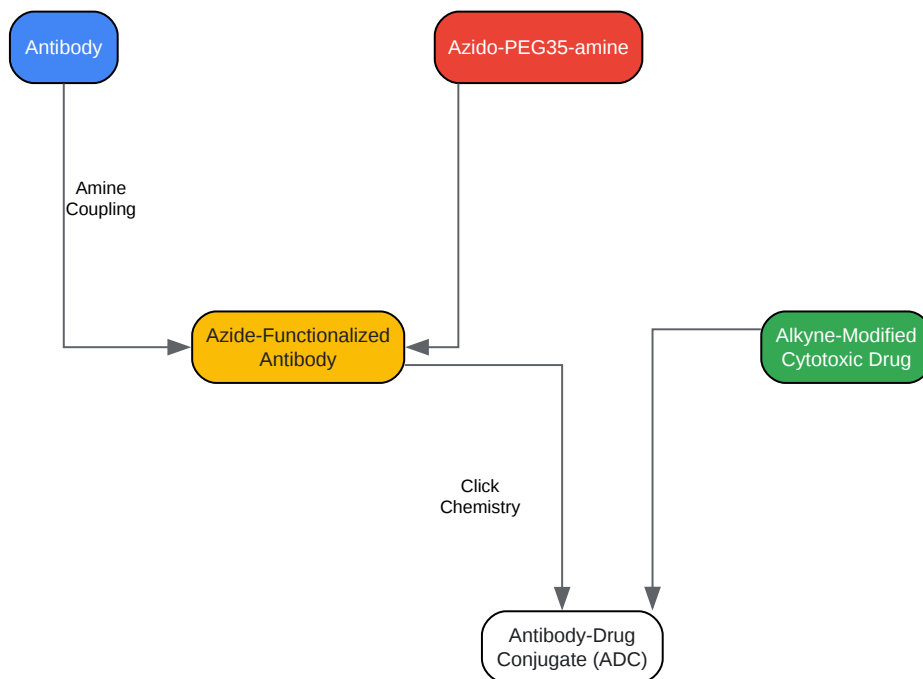 Antibody
Azido-PEG35-amine
Amine
Coupling
Azide-Functionalized
Antibody
Alkyne-Modified
Cytotoxic Drug
Click
Chemistry
Antibody-Drug
Conjugate (ADC)